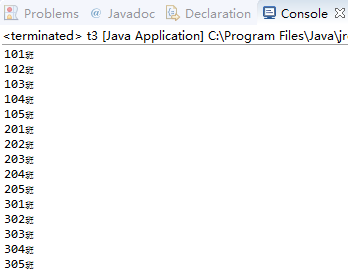 Problems @ Javadoc Declaration Console
<terminated> t3 [Java Application] C:\Program Files\Java\jr
101室
102室
103室
104室
105室
201室
202室
203室
204室
205室
301室
302室
303室
304室
305室